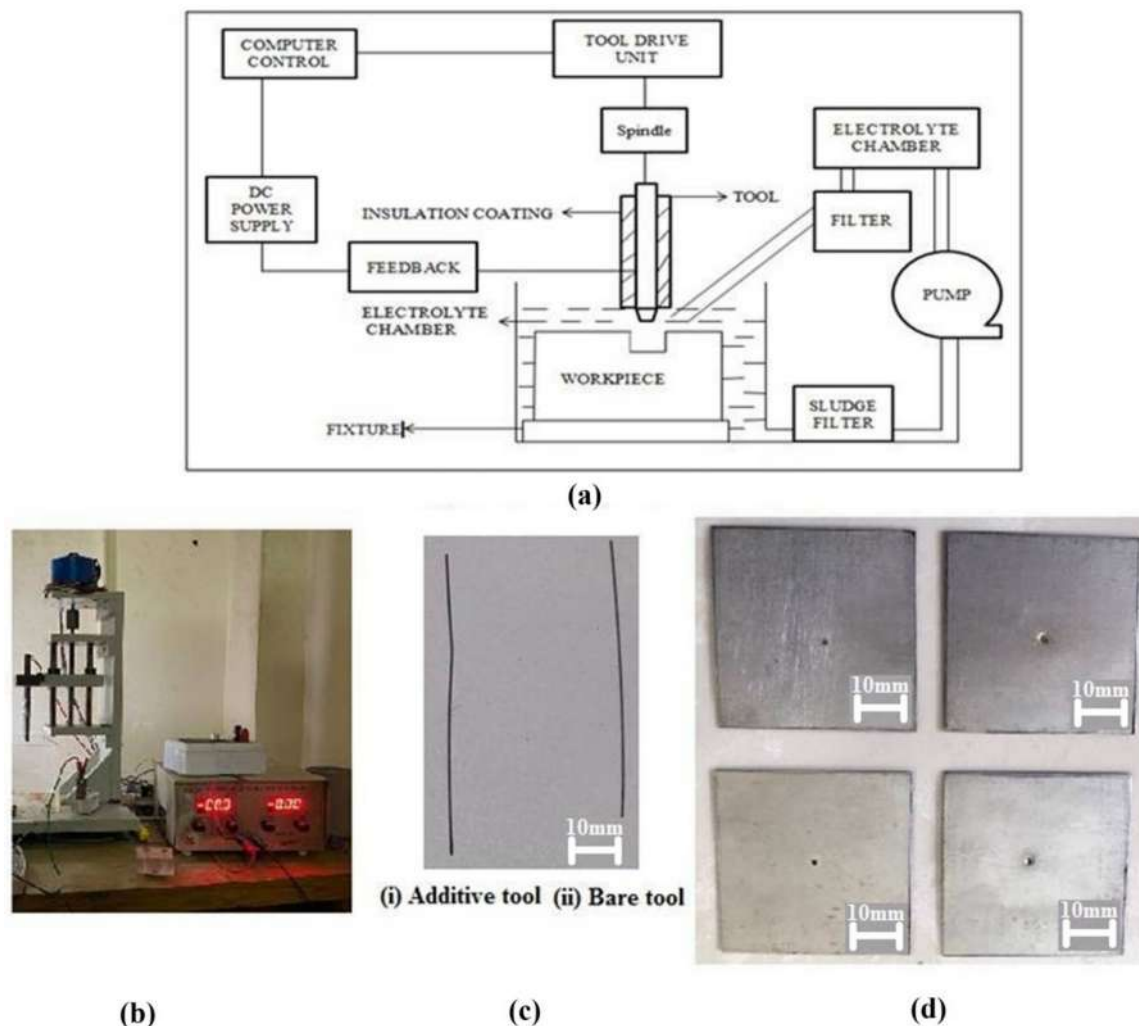 COMPUTER
CONTROL
TOOL DRIVE
UNIT
Spindle
ELECTROLYTE
CHAMBER
DC
POWER
SUPPLY
INSULATION COATING
TOOL
FILTER
FEEDBACK
PUMP
ELECTROLYTE
CHAMBER
WORKPIECE
SLUDGE
FILTER
FIXTURE
(a)
10mm
10mm
10mm
10mm
10mm
(i) Additive tool (ii) Bare tool
(b)
(c)
(d)